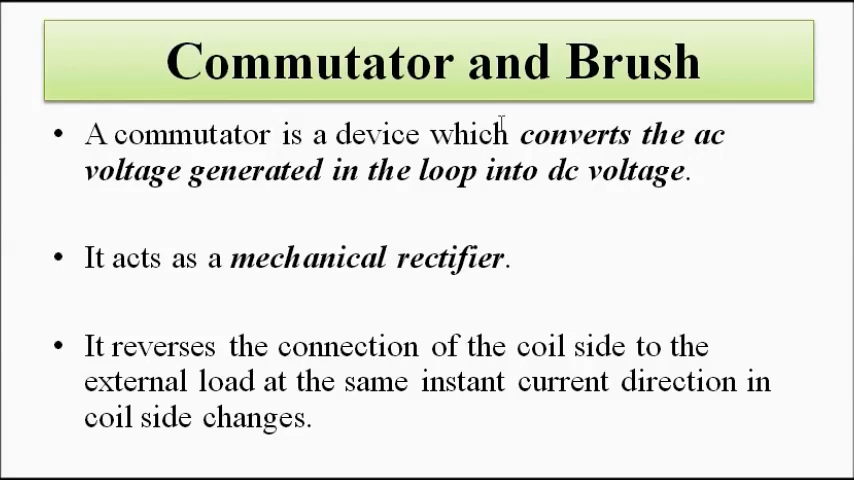 Commutator and Brush
• A commutator is a device which converts the ac
voltage generated in the loop into dc voltage.
• It acts as a mechanical rectifier.
• It reverses the connection of the coil side to the
external load at the same instant current direction in
coil side changes.